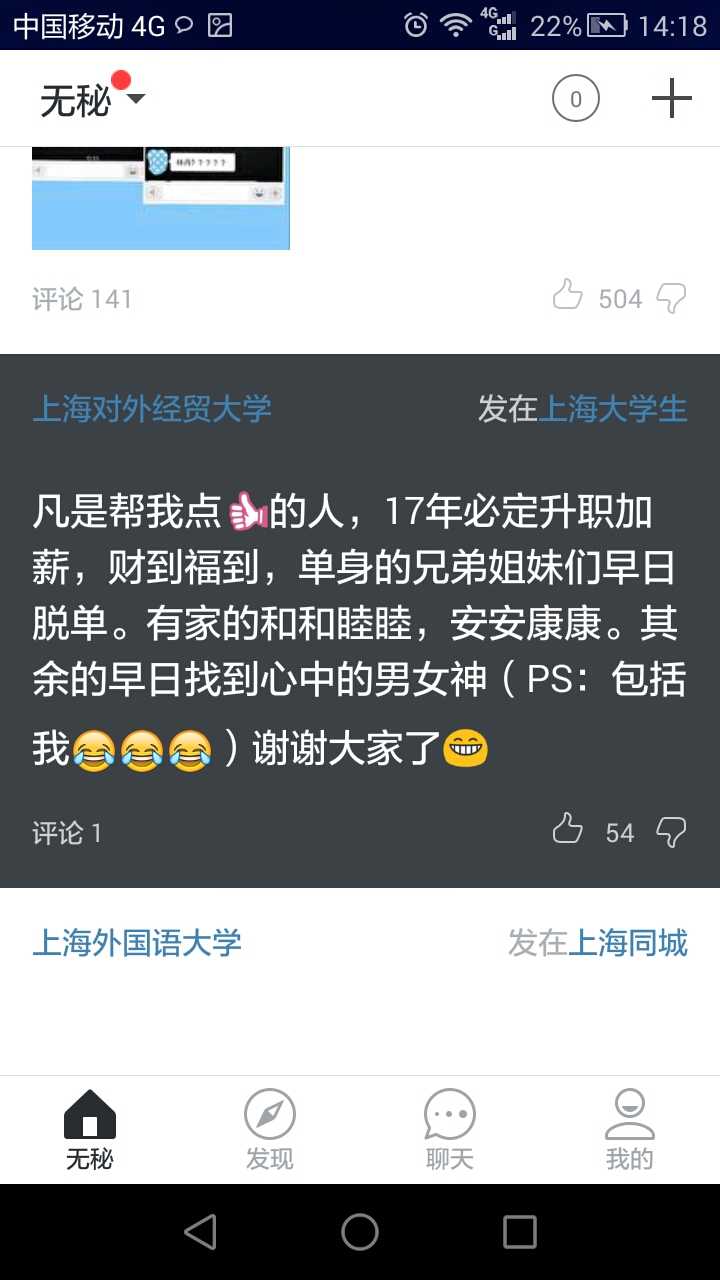 中国移动 4G 4G G 22% 14:18
无秘 0
评论 141 504
上海对外经贸大学 发在上海大学生
凡是帮我点👍的人，17年必定升职加
薪，财到福到，单身的兄弟姐妹们早日
脱单。有家的和和睦睦，安安康康。其
余的早日找到心中的男女神（PS：包括
我😂😂😂）谢谢大家了😁
评论 1 54
上海外国语大学 发在上海同城
无秘 发现 聊天 我的